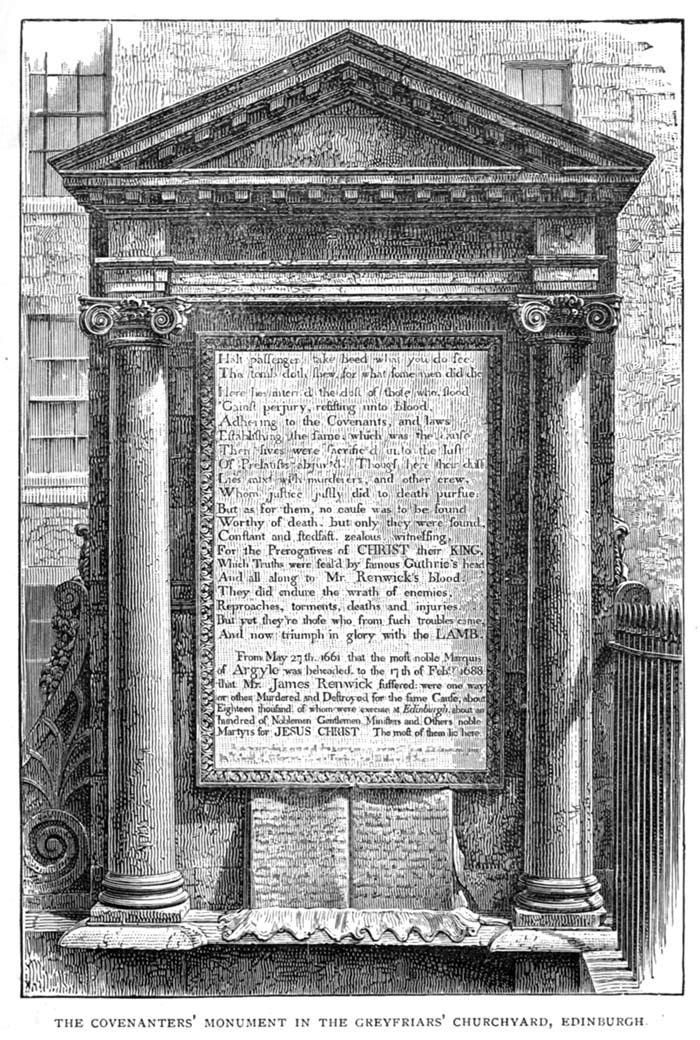 Halt passenger take heed what you do see,
This tomb doth shew, for what some men did die
Here lies interr'd the dust of those who stood
'Gainst perjury, resisting unto blood,
Adhering to the Covenants, and laws
Establishing the same, which was the cause
Then lives were sacrific'd unto the lust
Of Prelatists abjur'd. Though here their dust
Lies mixt with murderers, and other crew,
Whom justice justly did to death pursue:
But as for them, no cause was to be found
Worthy of death, but only they were found,
Constant and stedfast, zealous, witnessing,
For the Prerogatives of CHRIST their KING,
Which Truths were seal'd by famous Guthrie's head
And all along to Mr. Renwick's blood.
They did endure the wrath of enemies,
Reproaches, torments, deaths and injuries.
But yet they're those who from such troubles came,
And now triumph in glory with the LAMB.
From May 27th. 1661 that the most noble Marquis
of Argyle was beheaded, to the 17th of Febry 1688
that Mr. James Renwick suffered: were one way
or other Murdered and Destroyed for the same Cause, about
Eighteen thousand, of whom were execute at Edinburgh, about an
hundred of Noblemen Gentlemen, Ministers and Others noble
Martyrs for JESUS CHRIST. The most of them lie here.
THE COVENANTERS' MONUMENT IN THE GREYFRIARS' CHURCHYARD, EDINBURGH.